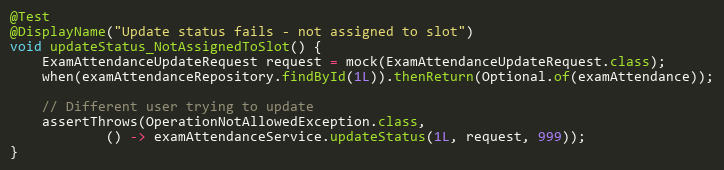 @Test
@DisplayName("Update status fails - not assigned to slot")
void updateStatus_NotAssignedToSlot() {
    ExamAttendanceUpdateRequest request = mock(ExamAttendanceUpdateRequest.class);
    when(examAttendanceRepository.findById(1L)).thenReturn(Optional.of(examAttendance));

    // Different user trying to update
    assertThrows(OperationNotAllowedException.class,
            () -> examAttendanceService.updateStatus(1L, request, 999));
}